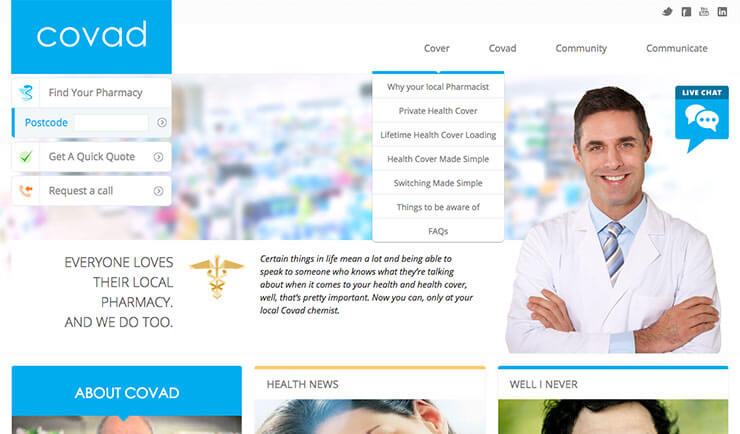 covad
You Tube
in
Cover
Covad
Community
Communicate
Find Your Pharmacy
Postcode
Get A Quick Quote
Request a call
Why your local Pharmacist
Private Health Cover
Lifetime Health Cover Loading
Health Cover Made Simple
Switching Made Simple
Things to be aware of
FAQs
LIVE CHAT
EVERYONE LOVES
THEIR LOCAL
PHARMACY.
AND WE DO TOO.
Certain things in life mean a lot and being able to
speak to someone who knows what they're talking
about when it comes to your health and health cover,
well, that's pretty important. Now you can, only at your
local Covad chemist.
ABOUT COVAD
HEALTH NEWS
WELL I NEVER